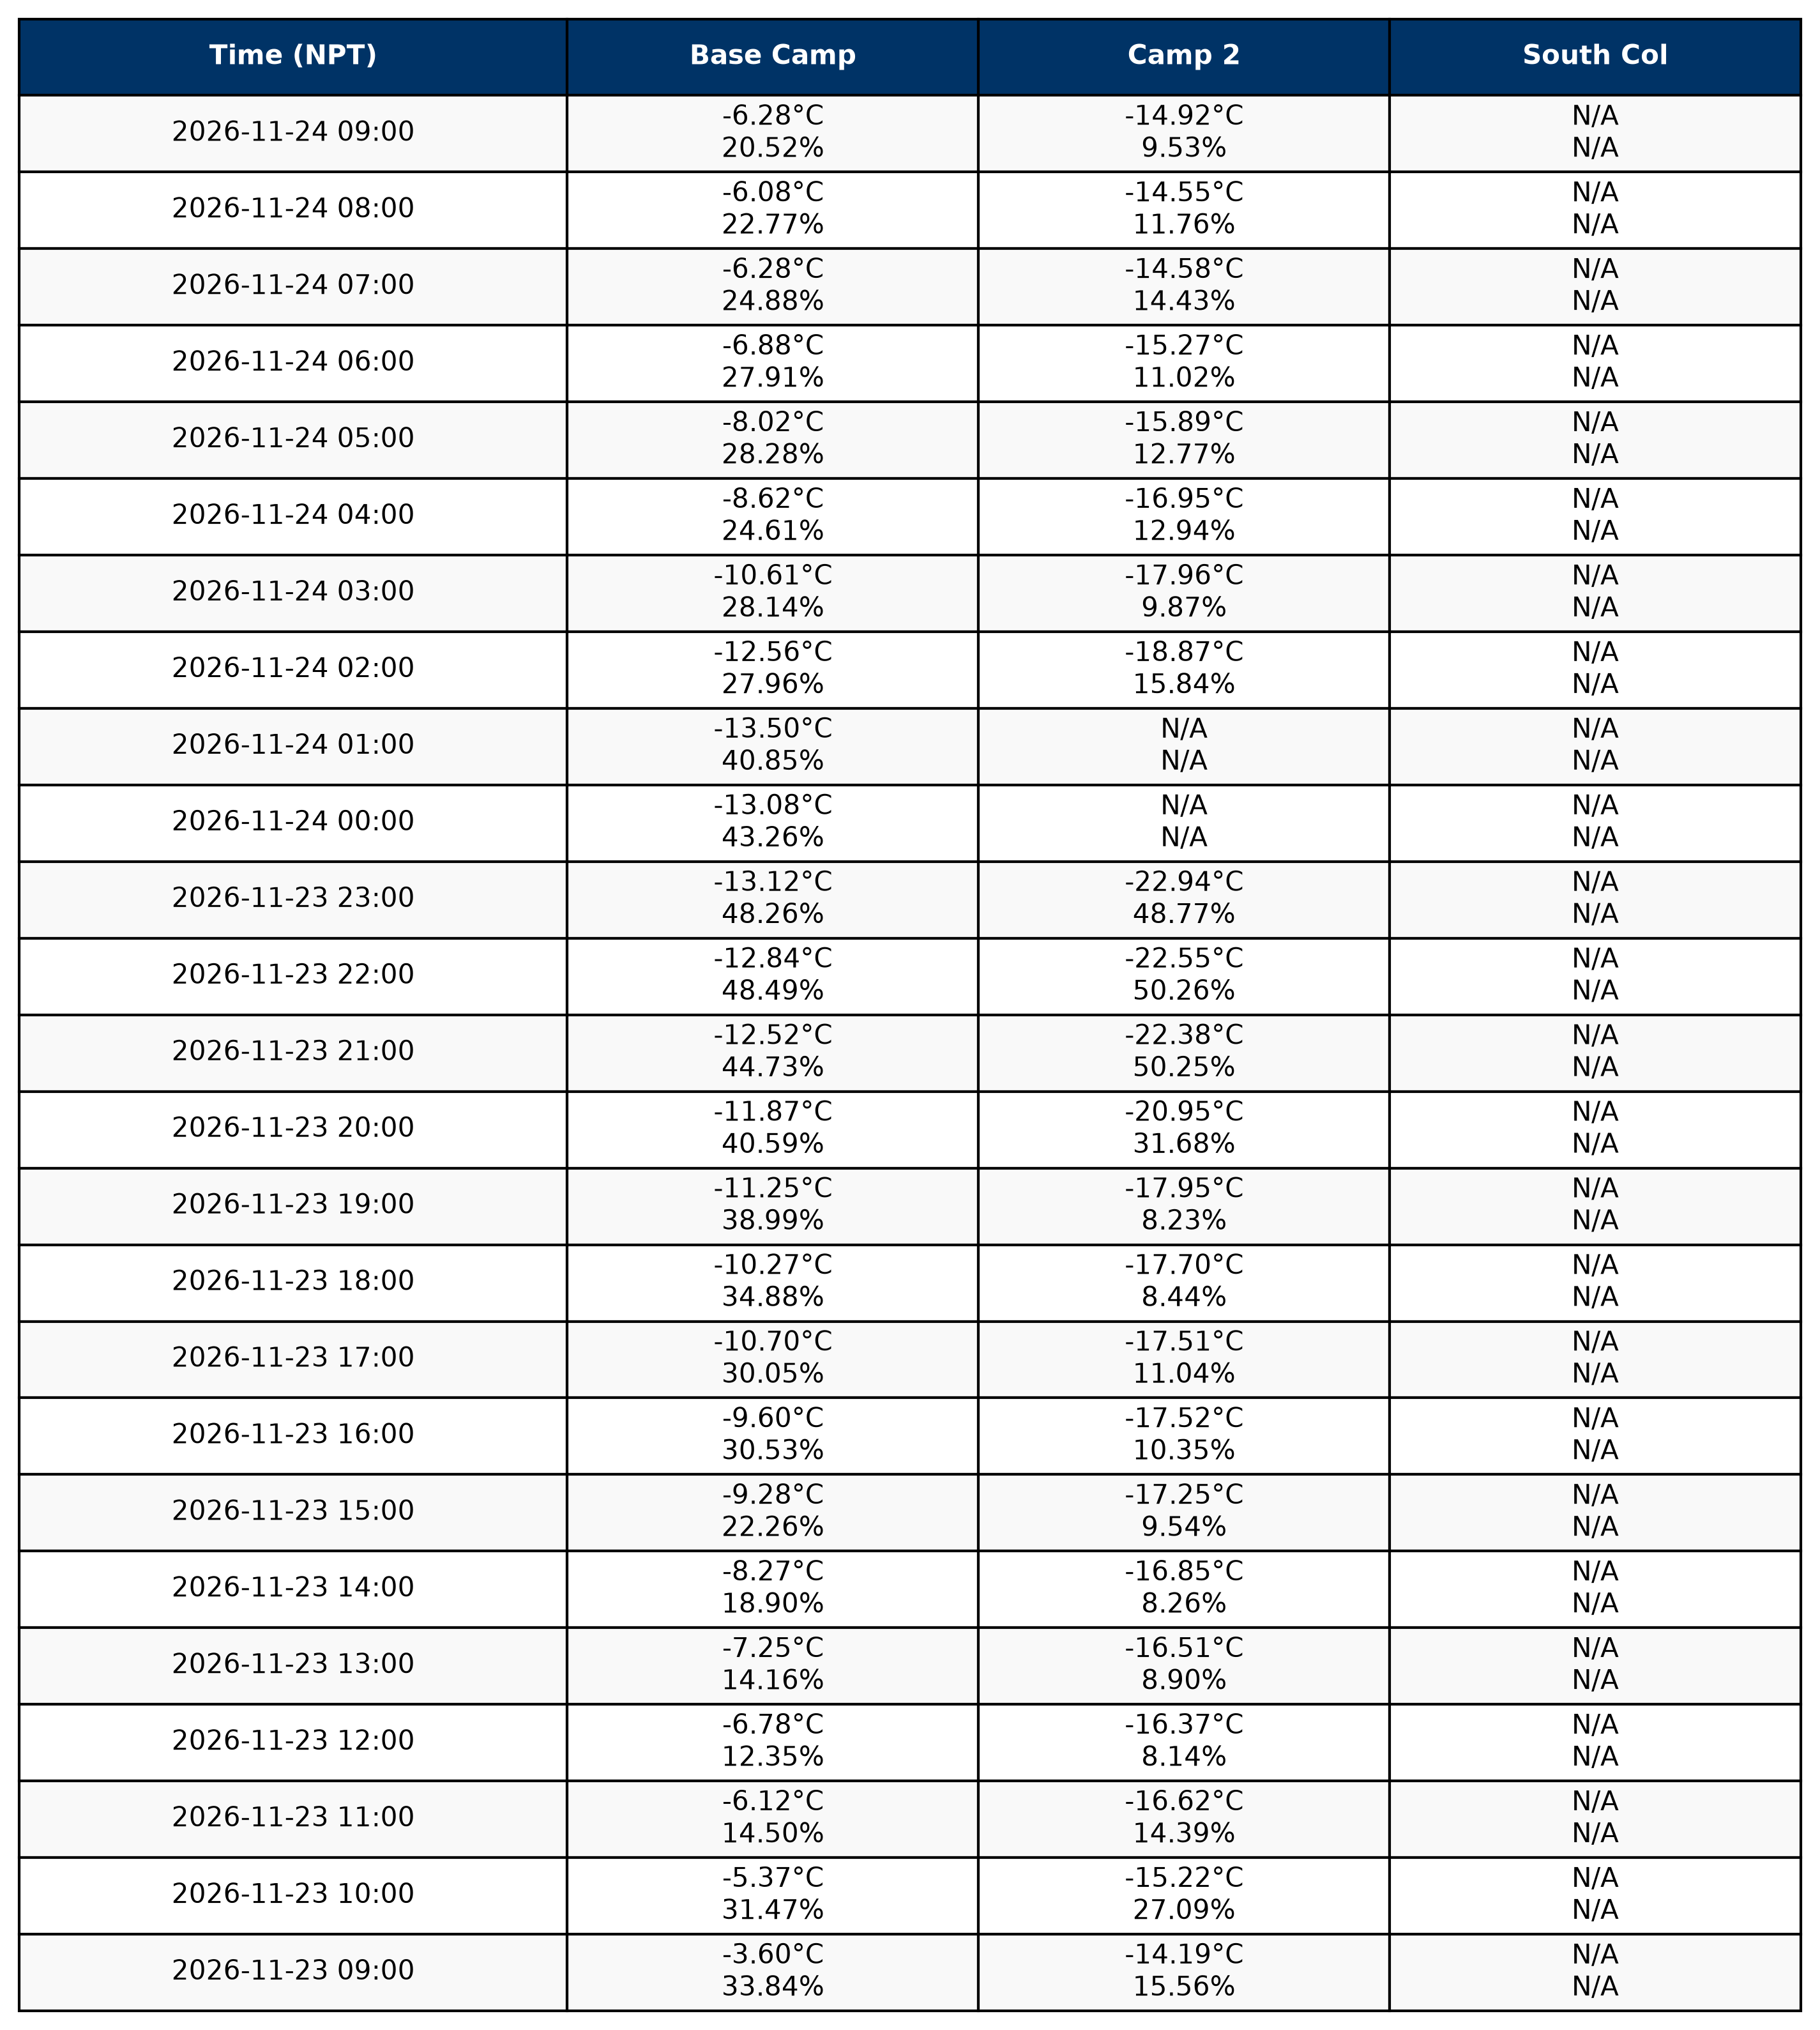 Time (NPT) Base Camp Camp 2 South Col
2026-11-24 09:00 -6.28°C -14.92°C N/A
20.52% 9.53% N/A
2026-11-24 08:00 -6.08°C -14.55°C N/A
22.77% 11.76% N/A
2026-11-24 07:00 -6.28°C -14.58°C N/A
24.88% 14.43% N/A
2026-11-24 06:00 -6.88°C -15.27°C N/A
27.91% 11.02% N/A
2026-11-24 05:00 -8.02°C -15.89°C N/A
28.28% 12.77% N/A
2026-11-24 04:00 -8.62°C -16.95°C N/A
24.61% 12.94% N/A
2026-11-24 03:00 -10.61°C -17.96°C N/A
28.14% 9.87% N/A
2026-11-24 02:00 -12.56°C -18.87°C N/A
27.96% 15.84% N/A
2026-11-24 01:00 -13.50°C N/A N/A
40.85% N/A N/A
2026-11-24 00:00 -13.08°C N/A N/A
43.26% N/A N/A
2026-11-23 23:00 -13.12°C -22.94°C N/A
48.26% 48.77% N/A
2026-11-23 22:00 -12.84°C -22.55°C N/A
48.49% 50.26% N/A
2026-11-23 21:00 -12.52°C -22.38°C N/A
44.73% 50.25% N/A
2026-11-23 20:00 -11.87°C -20.95°C N/A
40.59% 31.68% N/A
2026-11-23 19:00 -11.25°C -17.95°C N/A
38.99% 8.23% N/A
2026-11-23 18:00 -10.27°C -17.70°C N/A
34.88% 8.44% N/A
2026-11-23 17:00 -10.70°C -17.51°C N/A
30.05% 11.04% N/A
2026-11-23 16:00 -9.60°C -17.52°C N/A
30.53% 10.35% N/A
2026-11-23 15:00 -9.28°C -17.25°C N/A
22.26% 9.54% N/A
2026-11-23 14:00 -8.27°C -16.85°C N/A
18.90% 8.26% N/A
2026-11-23 13:00 -7.25°C -16.51°C N/A
14.16% 8.90% N/A
2026-11-23 12:00 -6.78°C -16.37°C N/A
12.35% 8.14% N/A
2026-11-23 11:00 -6.12°C -16.62°C N/A
14.50% 14.39% N/A
2026-11-23 10:00 -5.37°C -15.22°C N/A
31.47% 27.09% N/A
2026-11-23 09:00 -3.60°C -14.19°C N/A
33.84% 15.56% N/A